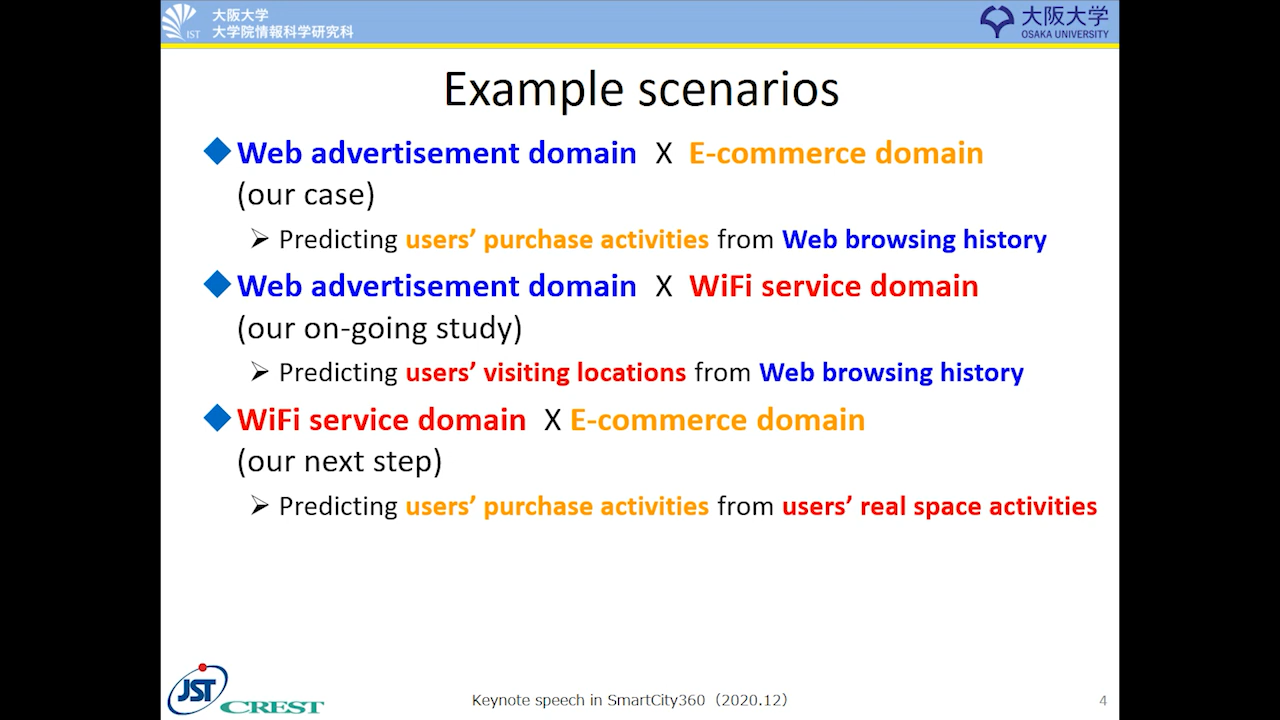 大阪大学
大学院情報科学研究科
IST
大阪大学
OSAKA UNIVERSITY
Example scenarios
Web advertisement domain X E-commerce domain
(our case)
Predicting users’ purchase activities from Web browsing history
Web advertisement domain X WiFi service domain
(our on-going study)
Predicting users’ visiting locations from Web browsing history
WiFi service domain X E-commerce domain
(our next step)
Predicting users’ purchase activities from users’ real space activities
JST CREST
Keynote speech in SmartCity360（2020.12）
4